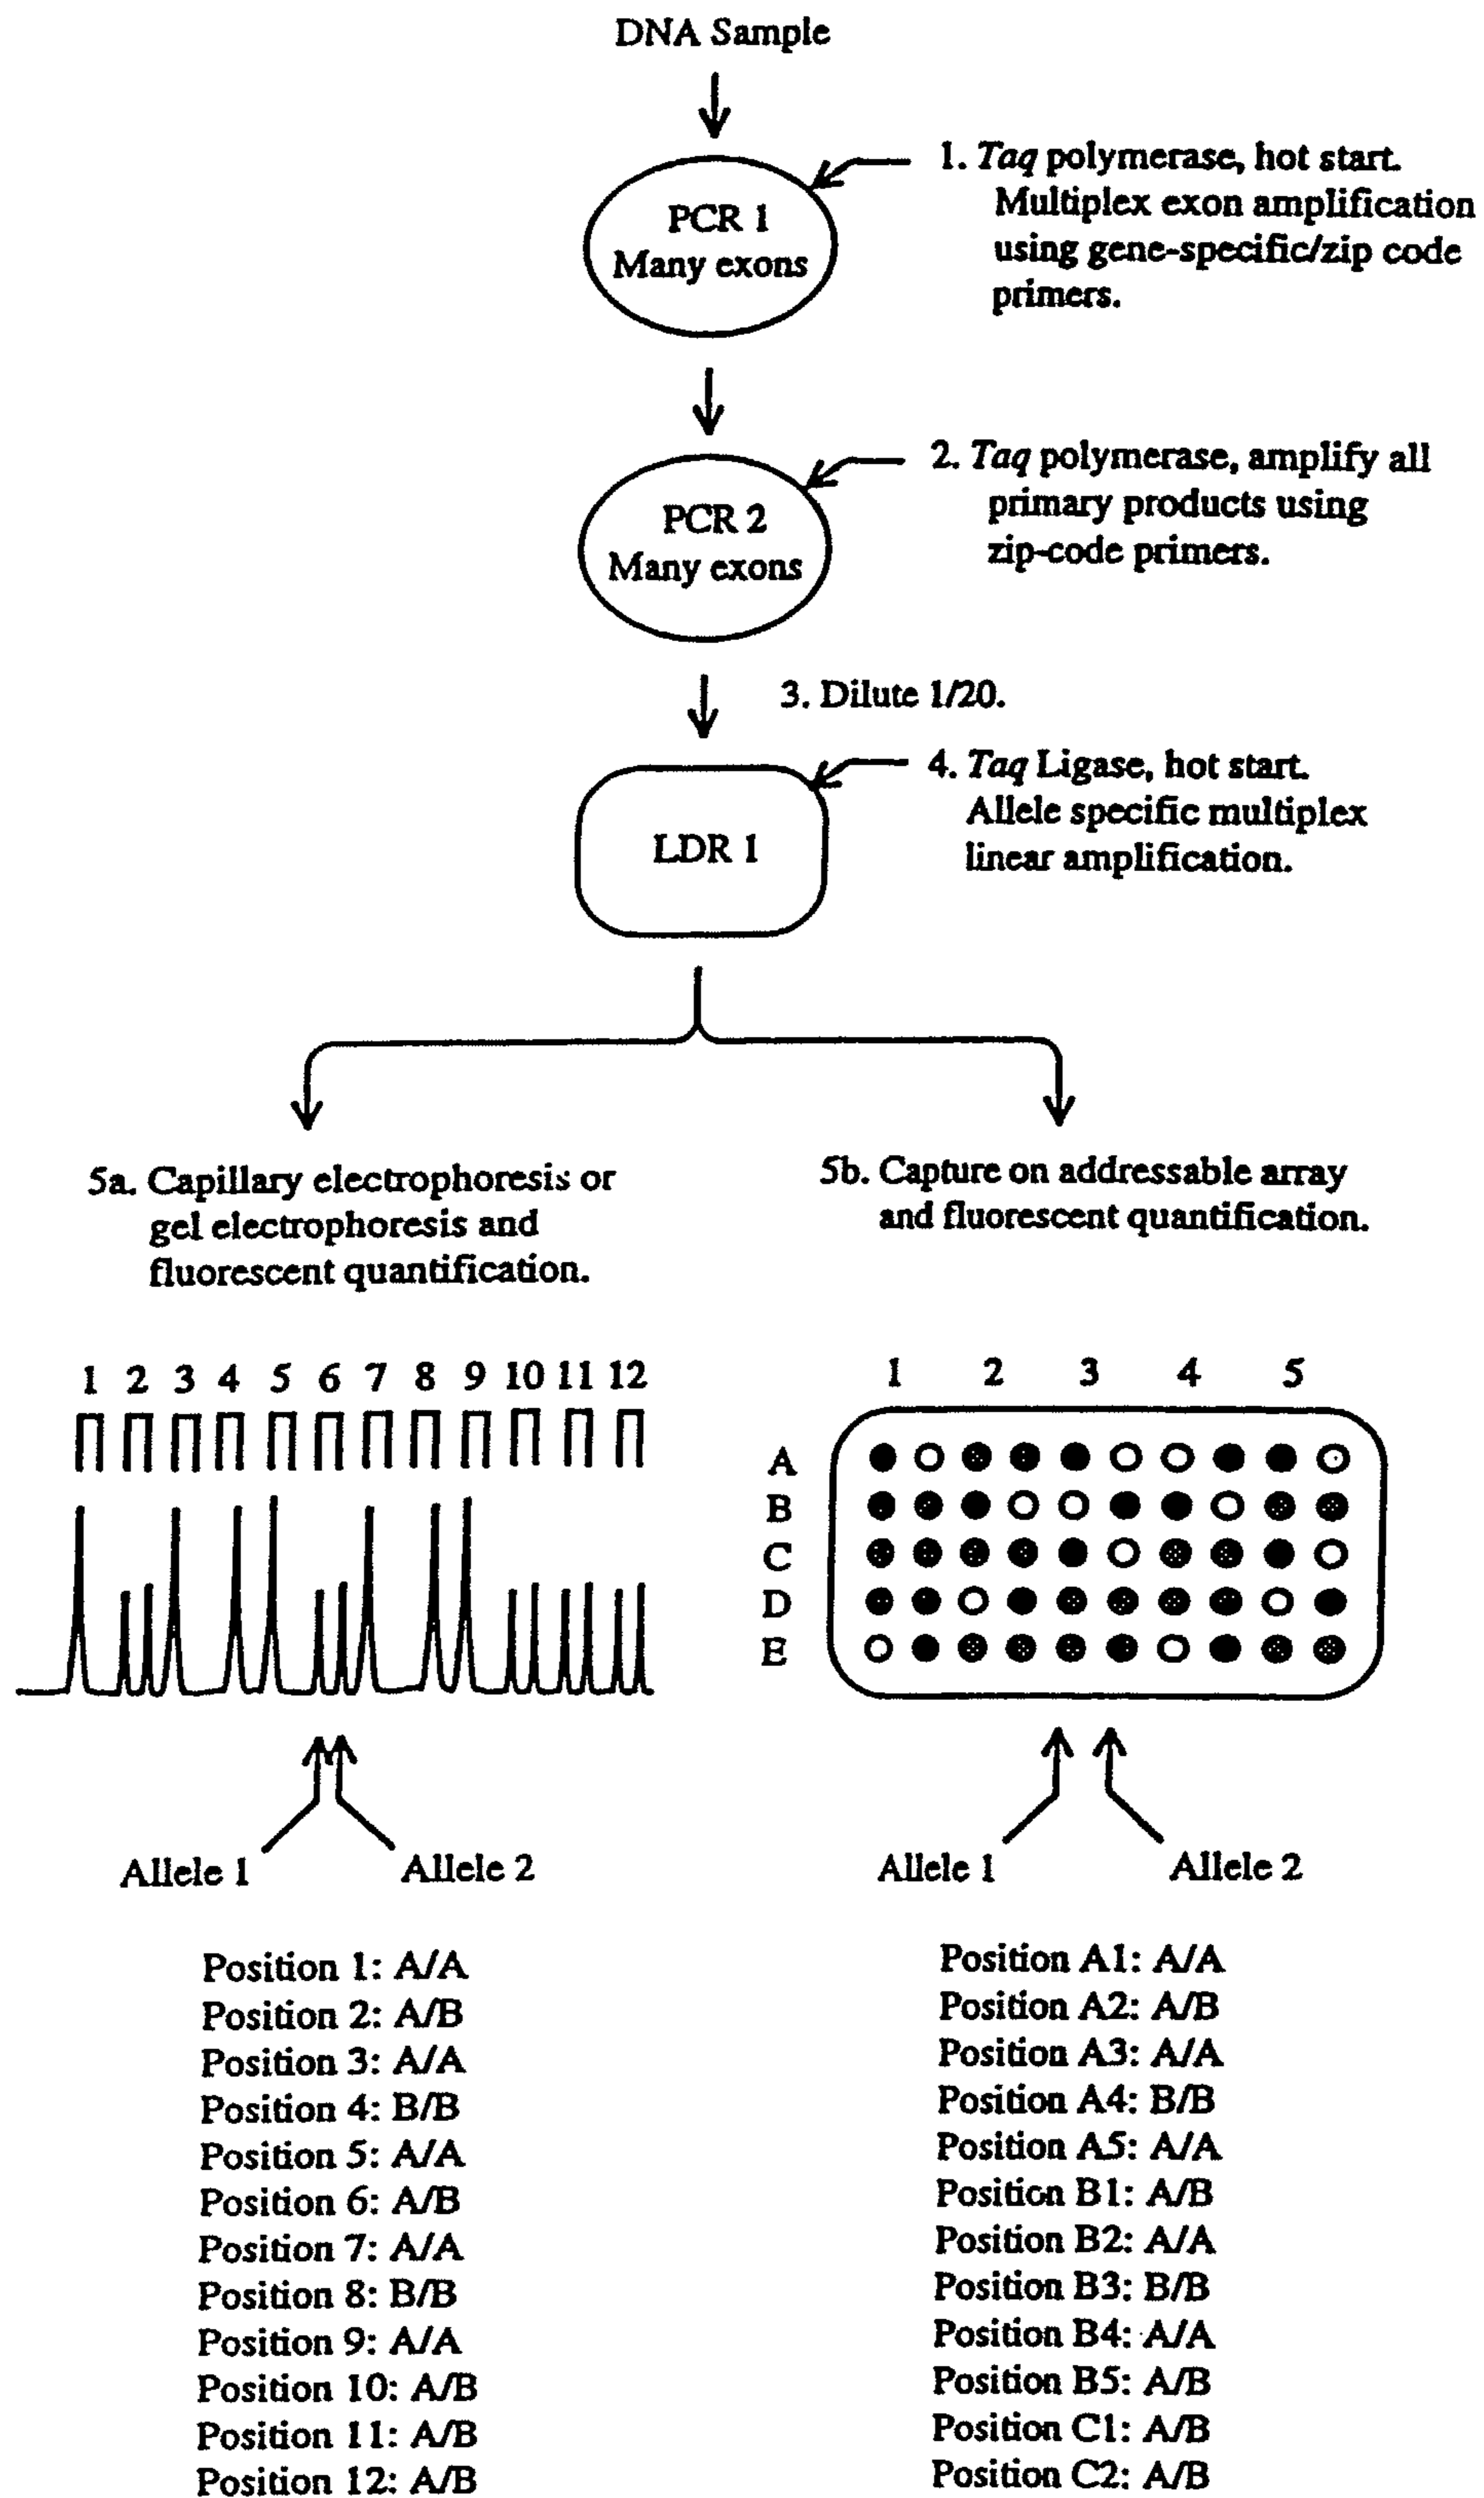 DNA Sample
1. Taq polymerase, hot start.
Multiplex exon amplification
using gene-specific/zip code
primers.
PCR 1
Many exons
2. Taq polymerase, amplify all
primary products using
zip-code primers.
PCR 2
Many exons
3. Dilute 1/20.
4. Taq Ligase, hot start.
Allele specific multiplex
linear amplification.
LDR 1
5a. Capillary electrophoresis or
gel electrophoresis and
fluorescent quantification.
5b. Capture on addressable array
and fluorescent quantification.
1 2 3 4 5 6 7 8 9 10 11 12
1 2 3 4 5
A
B
C
D
E
Allele 1 Allele 2
Allele 1 Allele 2
Position 1: A/A
Position 2: A/B
Position 3: A/A
Position 4: B/B
Position 5: A/A
Position 6: A/B
Position 7: A/A
Position 8: B/B
Position 9: A/A
Position 10: A/B
Position 11: A/B
Position 12: A/B
Position A1: A/A
Position A2: A/B
Position A3: A/A
Position A4: B/B
Position A5: A/A
Position B1: A/B
Position B2: A/A
Position B3: B/B
Position B4: A/A
Position B5: A/B
Position C1: A/B
Position C2: A/B